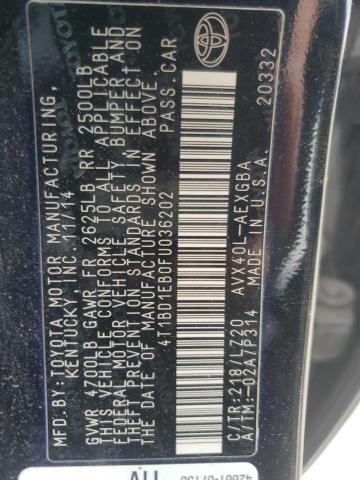 MFD.BY:TOYOTA MOTOR MANUFACTURING,
KENTUCKY, INC. 11/14
GVWR 4700LB GAWR FR 2625LB RR 2500LB
THIS VEHICLE CONFORMS TO ALL APPLICABLE
FEDERAL MOTOR VEHICLE SAFETY, BUMPER AND
THEFT PREVENTION STANDARDS IN EFFECT ON
THE DATE OF MANUFACTURE SHOWN ABOVE.
4T1BD1EB0FU036202 PASS.CAR
C/TR:218/LZ20 AVX40L-AEXGBA
A/TM:-02A/P314 MADE IN U.S.A.
20332